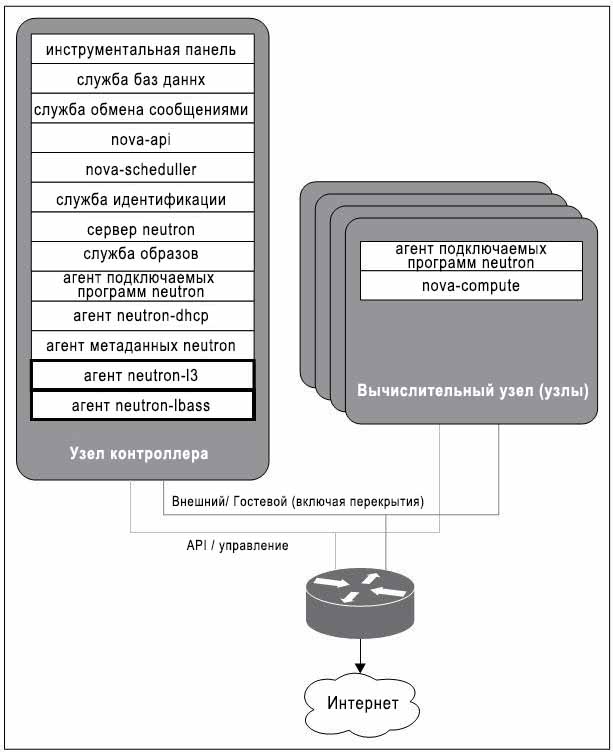 инструментальная панель
служба баз даннх
служба обмена сообщениями
nova-api
nova-scheduller
служба идентификации
сервер neutron
служба образов
агент подключаемых
программ neutron
агент neutron-dhcp
агент метаданных neutron
агент neutron-l3
агент neutron-lbass
Узел контроллера
агент подключаемых
программ neutron
nova-compute
Вычислительный узел (узлы)
Внешний/ Гостевой (включая перекрытия)
API / управление
Интернет